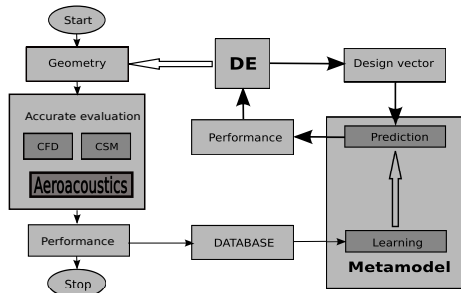 Start
Geometry
DE
Design vector
Accurate evaluation
CFD
CSM
Aeroacoustics
Performance
Prediction
Performance
DATABASE
Learning
Metamodel
Stop